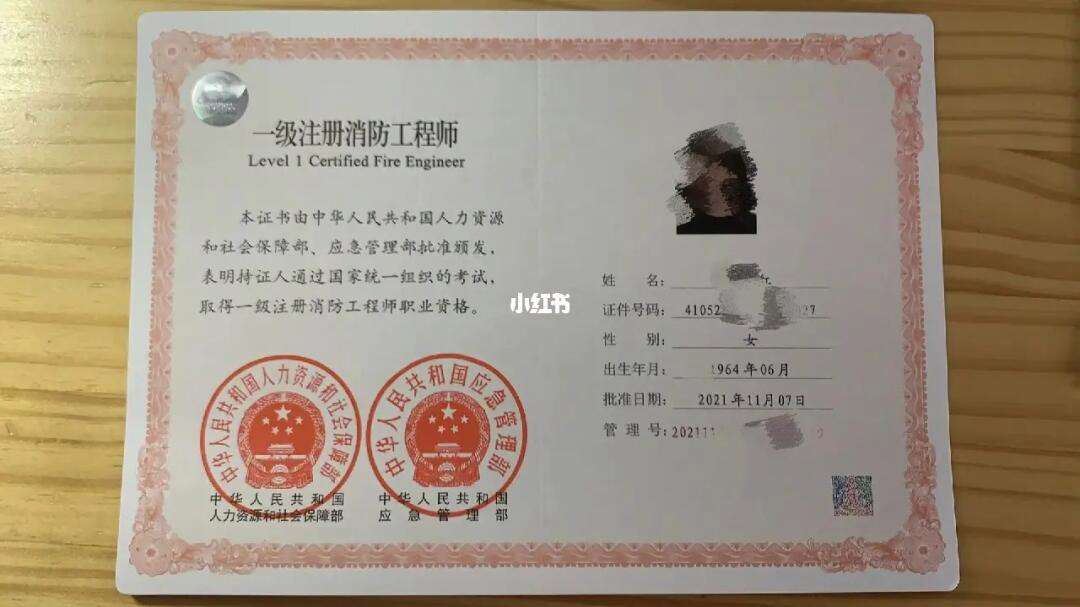 一级注册消防工程师
Level 1 Certified Fire Engineer
本证书由中华人民共和国人力资源
和社会保障部、应急管理部批准颁发，
表明持证人通过国家统一组织的考试，
取得一级注册消防工程师职业资格。
中华人民共和国人力资源和社会保障部
中华人民共和国应急管理部
中华人民共和国
人力资源和社会保障部
中华人民共和国
应急管理部
小红书
姓 名：
证件号码：41052 27
性 别：女
出生年月：1964年06月
批准日期：2021年11月07日
管 理 号：202111